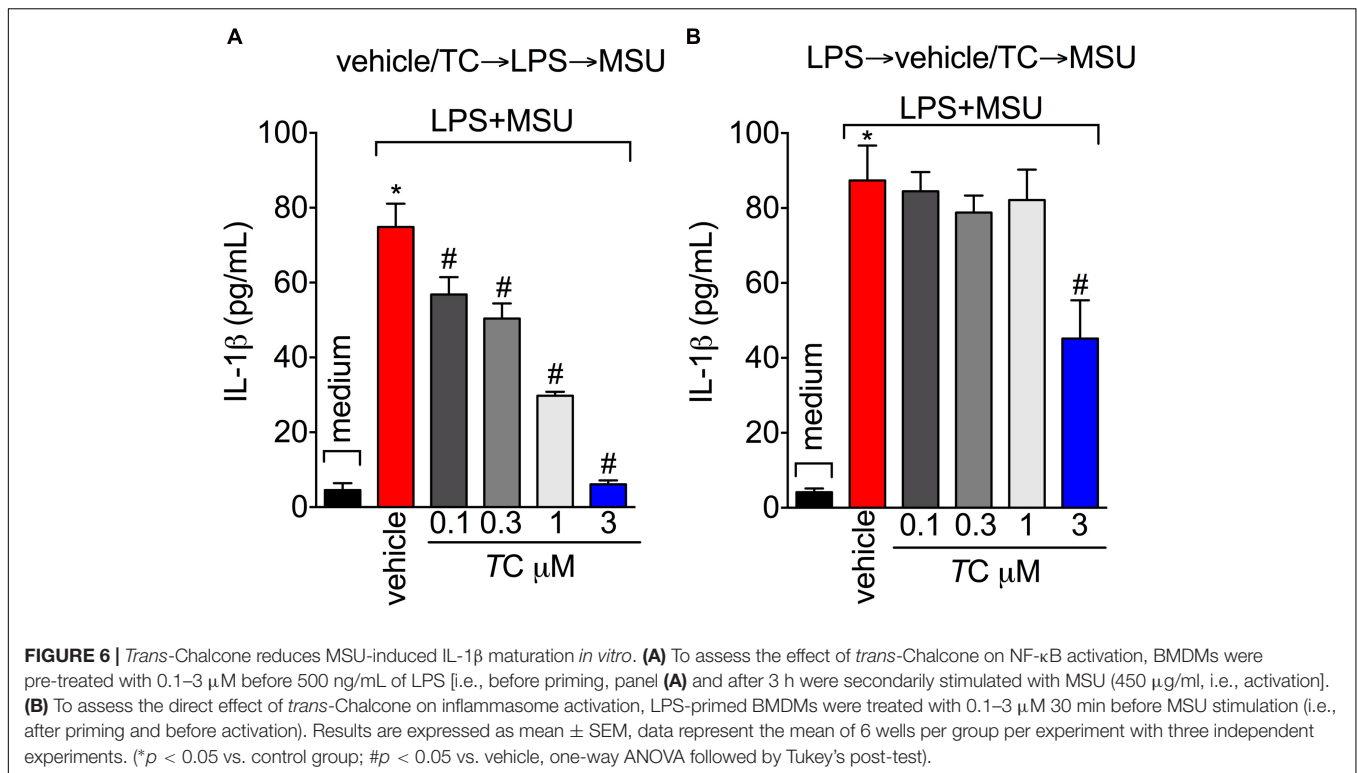 A
vehicle/TC→LPS→MSU
LPS+MSU
IL-1β (pg/mL)
100
80
60
40
20
0
medium
*
#
#
#
#
vehicle
0.1 0.3 1 3
TC μM
B
LPS→vehicle/TC→MSU
LPS+MSU
IL-1β (pg/mL)
100
80
60
40
20
0
medium
*
#
vehicle
0.1 0.3 1 3
TC μM
FIGURE 6 | Trans-Chalcone reduces MSU-induced IL-1β maturation in vitro. (A) To assess the effect of trans-Chalcone on NF-κB activation, BMDMs were
pre-treated with 0.1–3 μM before 500 ng/mL of LPS [i.e., before priming, panel (A) and after 3 h were secondarily stimulated with MSU (450 μg/ml, i.e., activation].
(B) To assess the direct effect of trans-Chalcone on inflammasome activation, LPS-primed BMDMs were treated with 0.1–3 μM 30 min before MSU stimulation (i.e.,
after priming and before activation). Results are expressed as mean ± SEM, data represent the mean of 6 wells per group per experiment with three independent
experiments. (*p < 0.05 vs. control group; #p < 0.05 vs. vehicle, one-way ANOVA followed by Tukey's post-test).